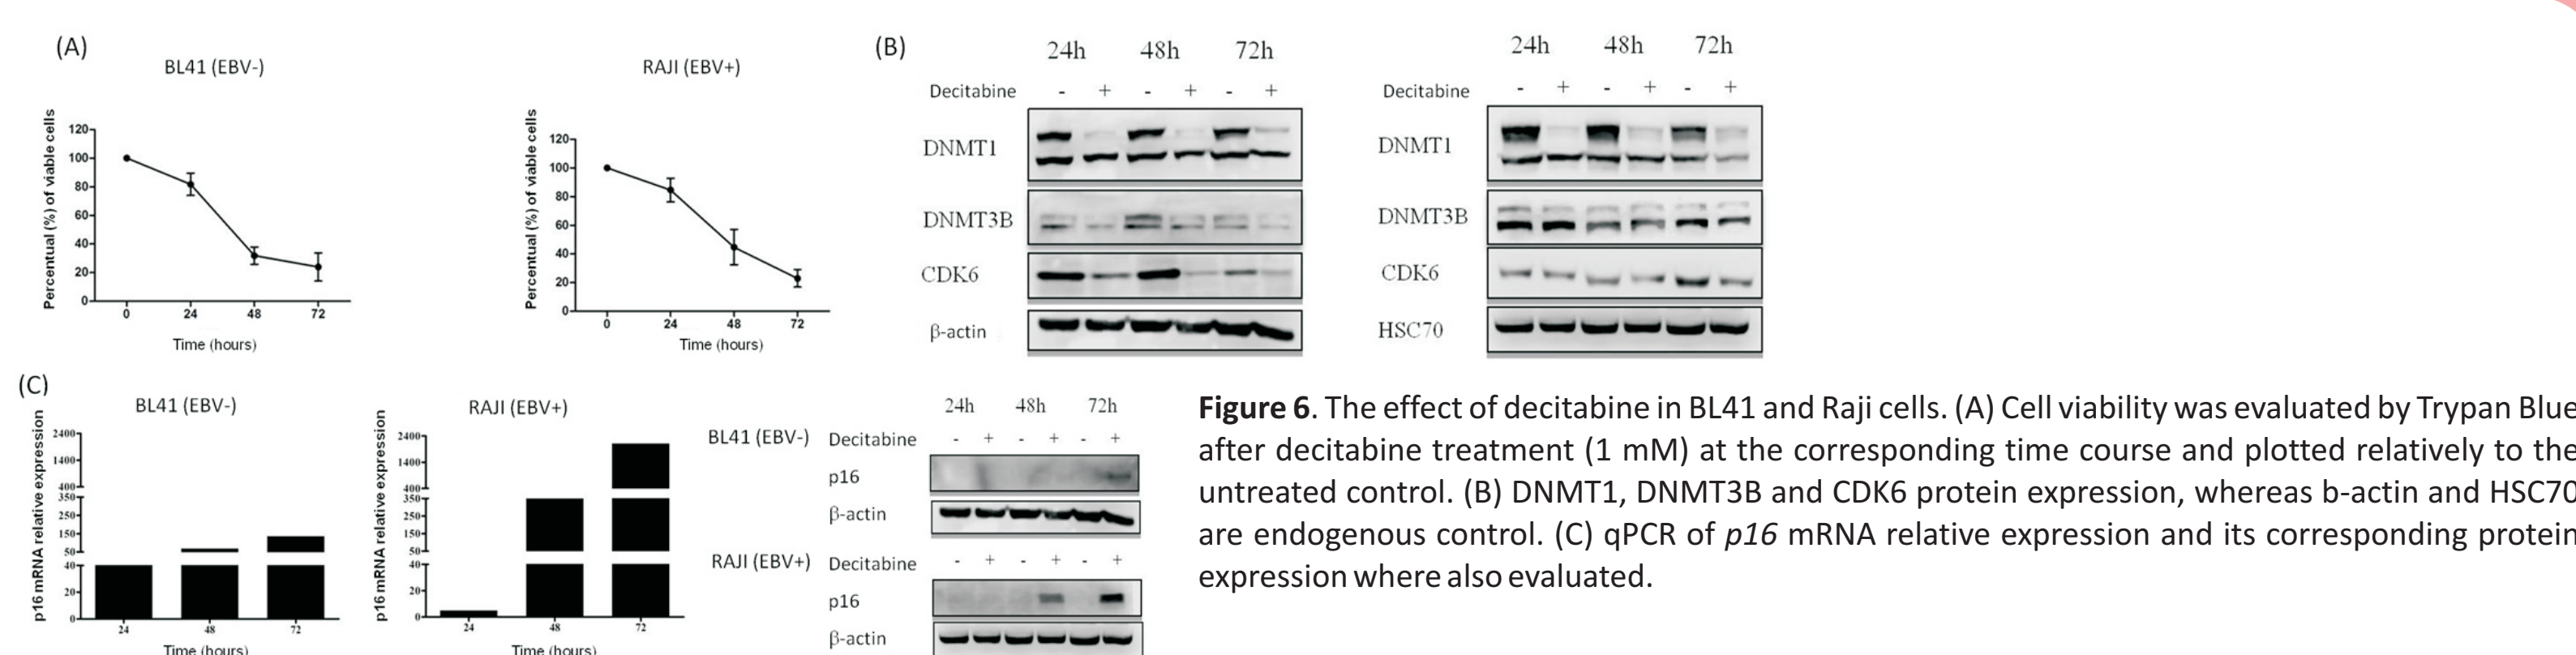 (A)
BL41 (EBV-)
Percentual (%) of viable cells
120
100
80
60
40
20
0
0 24 48 72
Time (hours)
RAJI (EBV+)
Percentual (%) of viable cells
120
100
80
60
40
20
0
0 24 48 72
Time (hours)
(B)
24h 48h 72h
Decitabine - + - + - +
DNMT1
DNMT3B
CDK6
β-actin
24h 48h 72h
Decitabine - + - + - +
DNMT1
DNMT3B
CDK6
HSC70
(C)
BL41 (EBV-)
p16 mRNA relative expression
2400
1400
400
350
250
150
50
40
20
0
24 48 72
Time (hours)
RAJI (EBV+)
p16 mRNA relative expression
2400
1400
400
350
250
150
50
40
20
0
24 48 72
Time (hours)
24h 48h 72h
BL41 (EBV-) Decitabine - + - + - +
p16
β-actin
RAJI (EBV+) Decitabine - + - + - +
p16
β-actin
Figure 6. The effect of decitabine in BL41 and Raji cells. (A) Cell viability was evaluated by Trypan Blue
after decitabine treatment (1 mM) at the corresponding time course and plotted relatively to the
untreated control. (B) DNMT1, DNMT3B and CDK6 protein expression, whereas b-actin and HSC70
are endogenous control. (C) qPCR of p16 mRNA relative expression and its corresponding protein
expression where also evaluated.